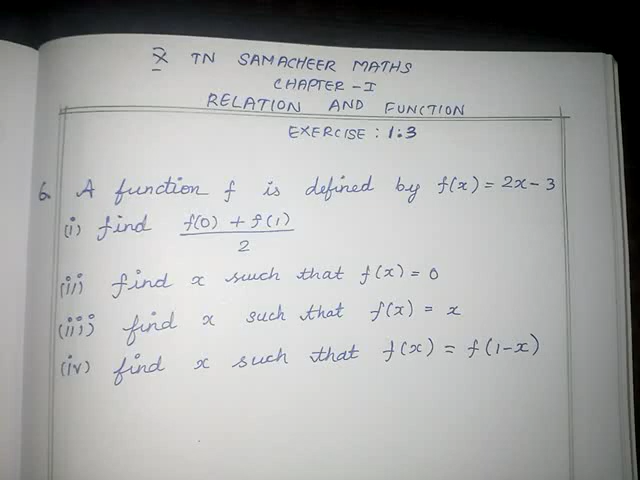 X TN SAMACHEER MATHS
CHAPTER - I
RELATION AND FUNCTION
EXERCISE : 1.3
6. A function f is defined by f(x) = 2x - 3
(i) find (f(0) + f(1))/2
(ii) find x such that f(x) = 0
(iii) find x such that f(x) = x
(iv) find x such that f(x) = f(1-x)